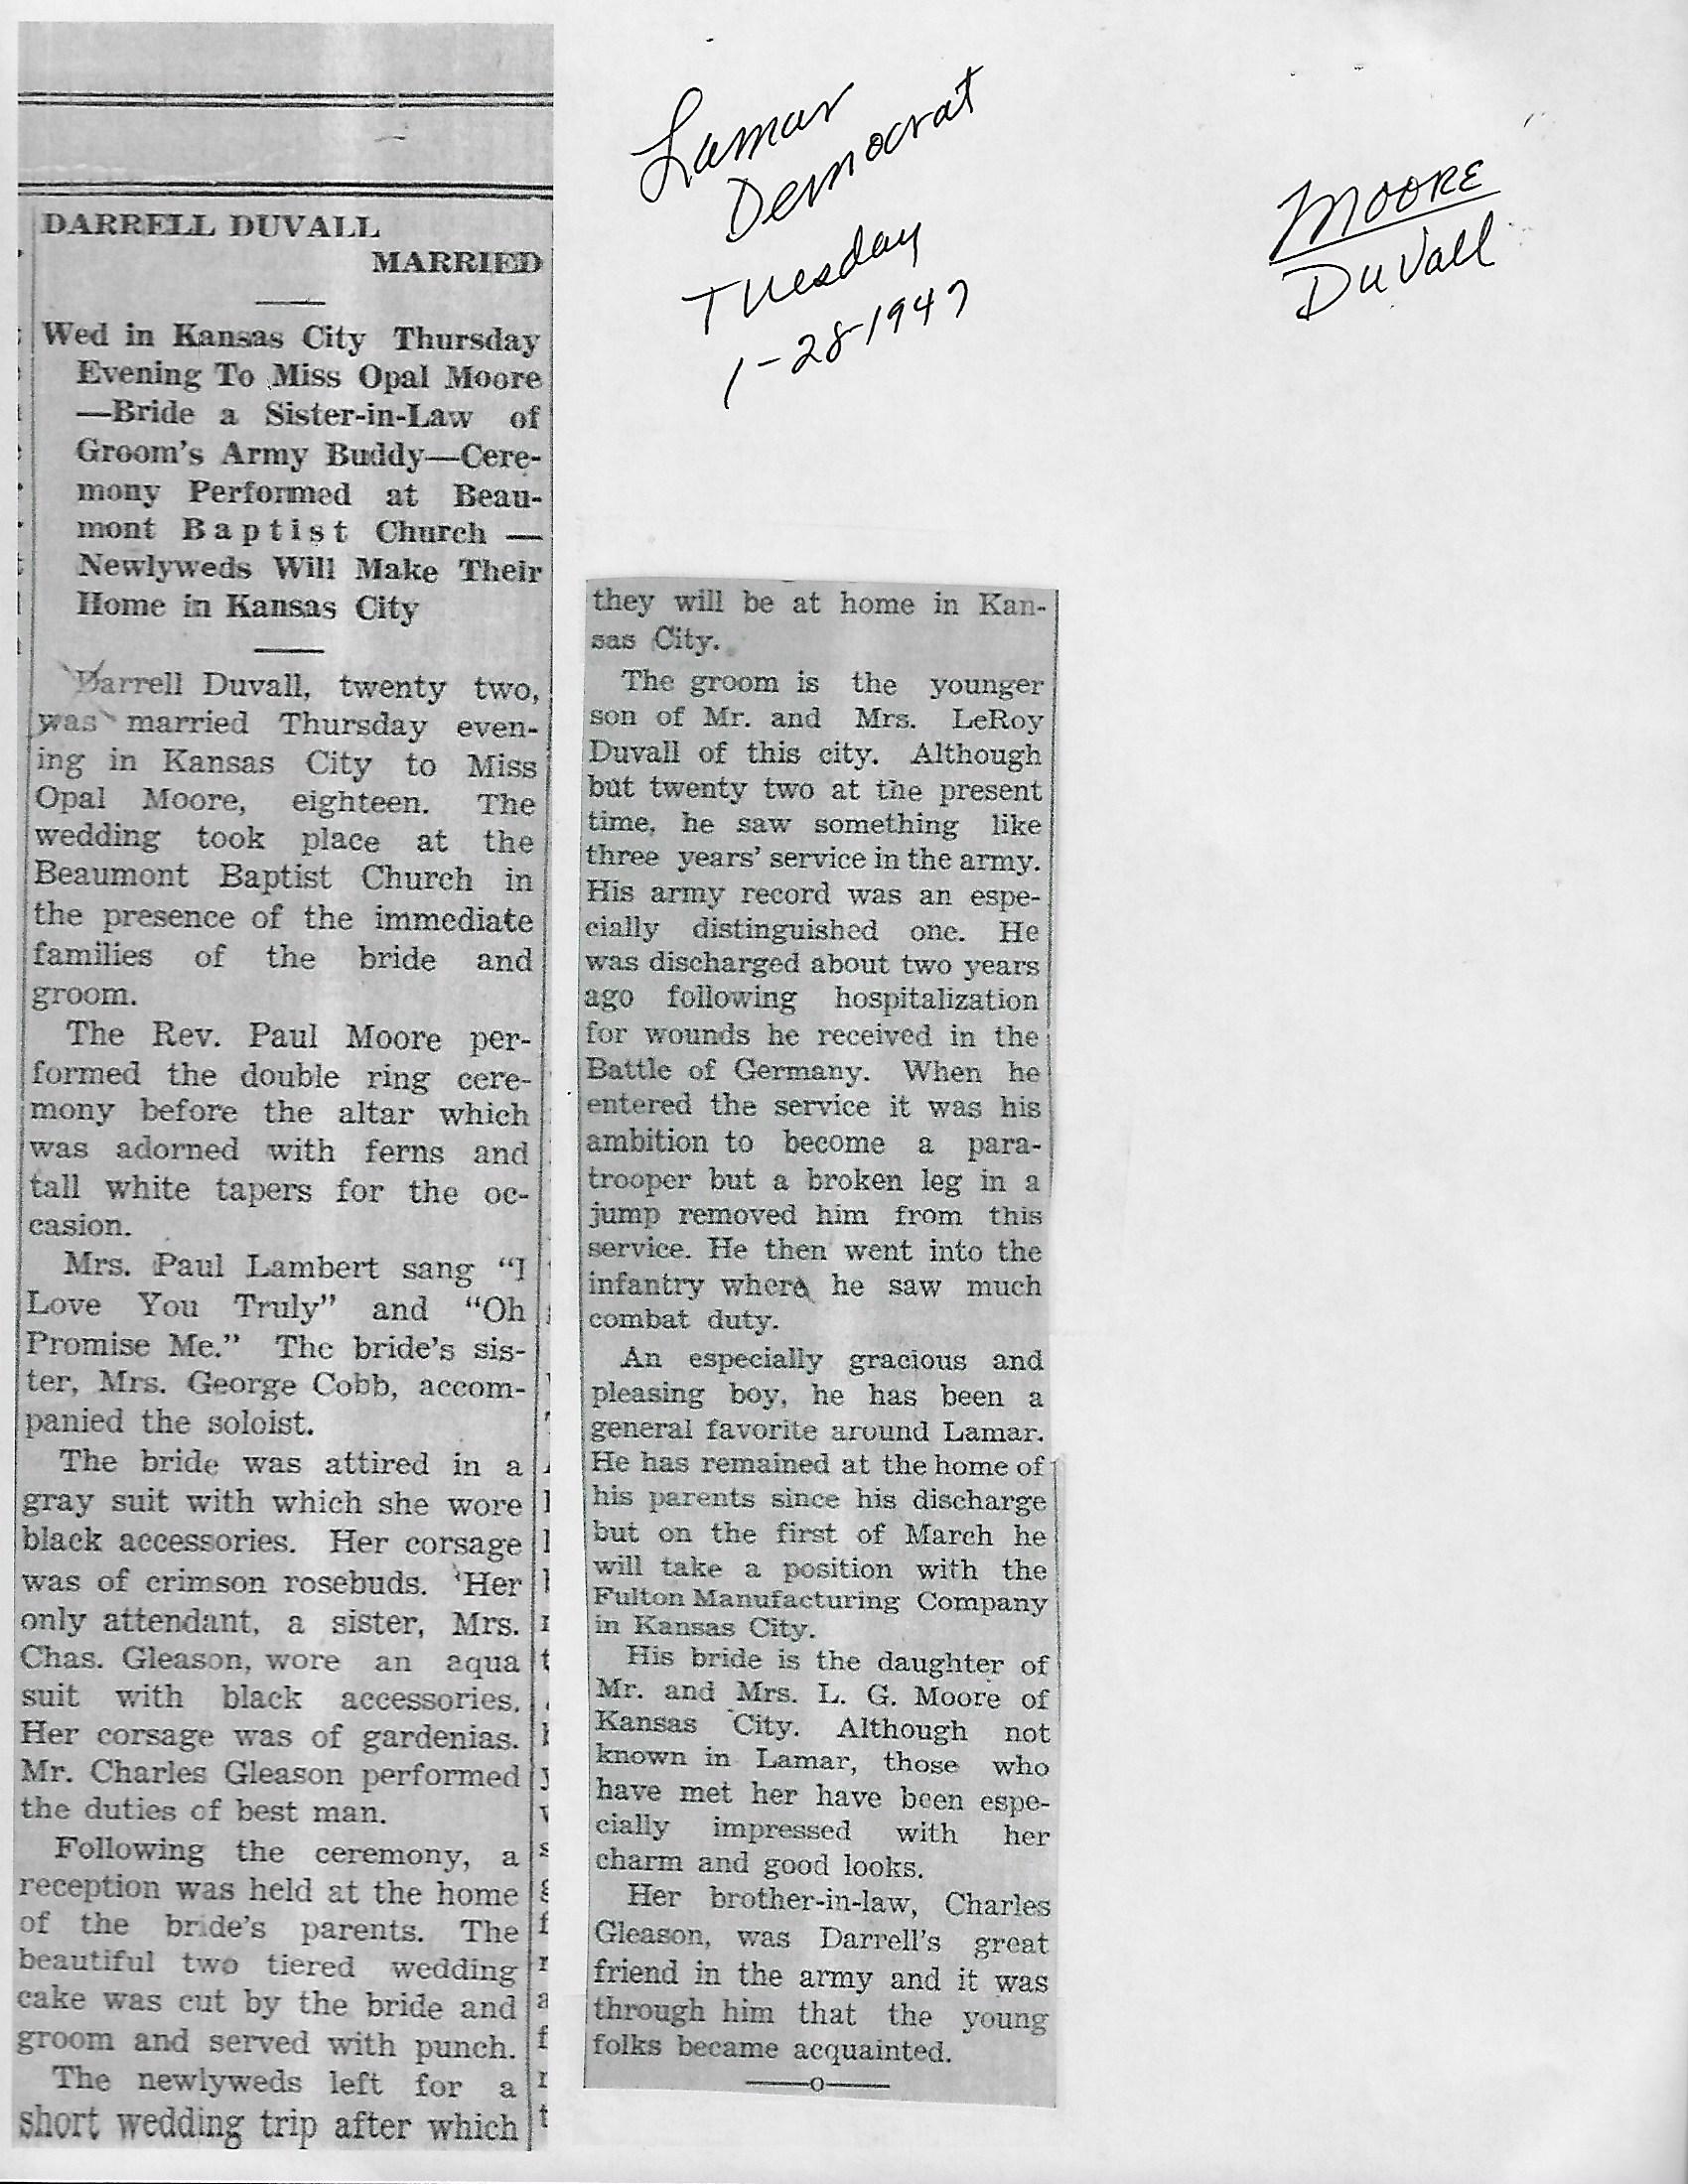 DARRELL DUVALL
MARRIED
Wed in Kansas City Thursday
Evening To Miss Opal Moore
—Bride a Sister-in-Law of
Groom's Army Buddy—Cere-
mony Performed at Beau-
mont Baptist Church —
Newlyweds Will Make Their
Home in Kansas City
Darrell Duvall, twenty two,
was married Thursday even-
ing in Kansas City to Miss
Opal Moore, eighteen. The
wedding took place at the
Beaumont Baptist Church in
the presence of the immediate
families of the bride and
groom.
The Rev. Paul Moore per-
formed the double ring cere-
mony before the altar which
was adorned with ferns and
tall white tapers for the oc-
casion.
Mrs. Paul Lambert sang "I
Love You Truly" and "Oh
Promise Me." The bride's sis-
ter, Mrs. George Cobb, accom-
panied the soloist.
The bride was attired in a
gray suit with which she wore
black accessories. Her corsage
was of crimson rosebuds. Her
only attendant, a sister, Mrs.
Chas. Gleason, wore an aqua
suit with black accessories.
Her corsage was of gardenias.
Mr. Charles Gleason performed
the duties of best man.
Following the ceremony, a
reception was held at the home
of the bride's parents. The
beautiful two tiered wedding
cake was cut by the bride and
groom and served with punch.
The newlyweds left for a
short wedding trip after which
Lamar
Democrat
Tuesday
1-28-1947
MOORE
DuVall
they will be at home in Kan-
sas City.
The groom is the younger
son of Mr. and Mrs. LeRoy
Duvall of this city. Although
but twenty two at the present
time, he saw something like
three years' service in the army.
His army record was an espe-
cially distinguished one. He
was discharged about two years
ago following hospitalization
for wounds he received in the
Battle of Germany. When he
entered the service it was his
ambition to become a para-
trooper but a broken leg in a
jump removed him from this
service. He then went into the
infantry where he saw much
combat duty.
An especially gracious and
pleasing boy, he has been a
general favorite around Lamar.
He has remained at the home of
his parents since his discharge
but on the first of March he
will take a position with the
Fulton Manufacturing Company
in Kansas City.
His bride is the daughter of
Mr. and Mrs. L. G. Moore of
Kansas City. Although not
known in Lamar, those who
have met her have been espe-
cially impressed with her
charm and good looks.
Her brother-in-law, Charles
Gleason, was Darrell's great
friend in the army and it was
through him that the young
folks became acquainted.
——o——